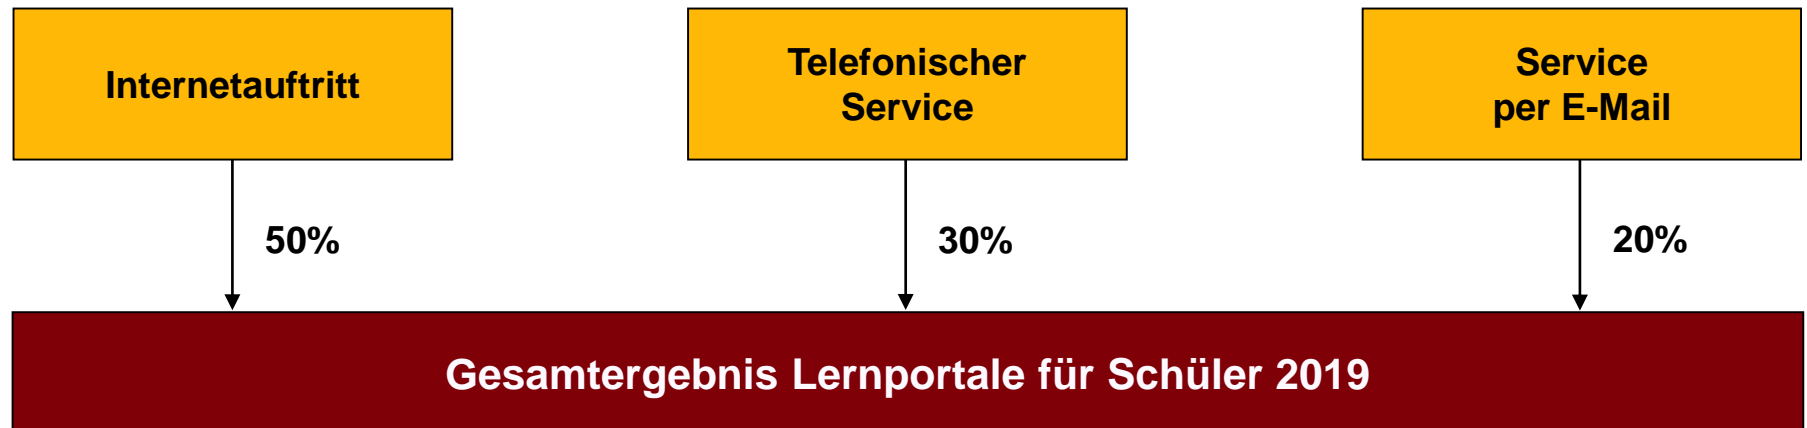 Internetauftritt
Telefonischer
Service
Service
per E-Mail
50%
30%
20%
Gesamtergebnis Lernportale für Schüler 2019